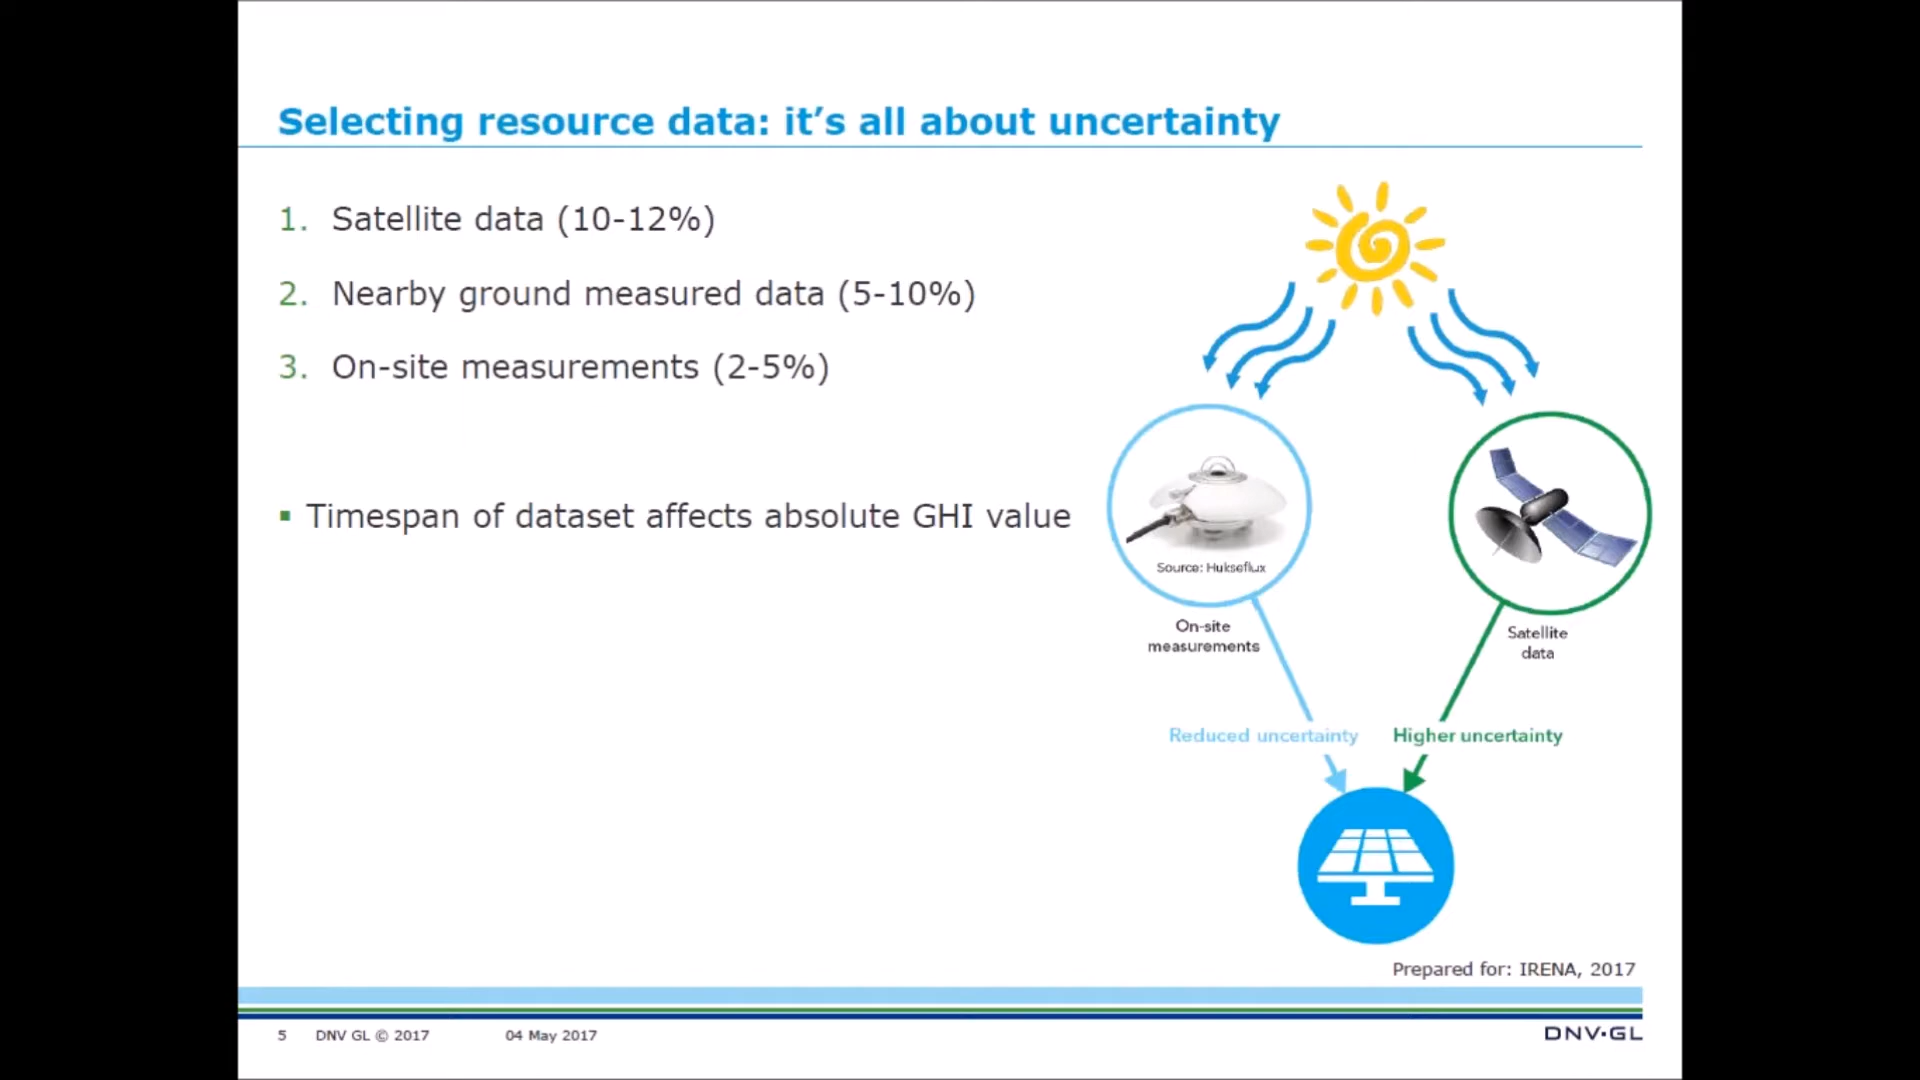 Selecting resource data: it’s all about uncertainty
1. Satellite data (10-12%)
2. Nearby ground measured data (5-10%)
3. On-site measurements (2-5%)
▪ Timespan of dataset affects absolute GHI value
Source: Hukseflux
On-site
measurements
Satellite
data
Reduced uncertainty
Higher uncertainty
Prepared for: IRENA, 2017
5 DNV GL © 2017 04 May 2017
DNV·GL